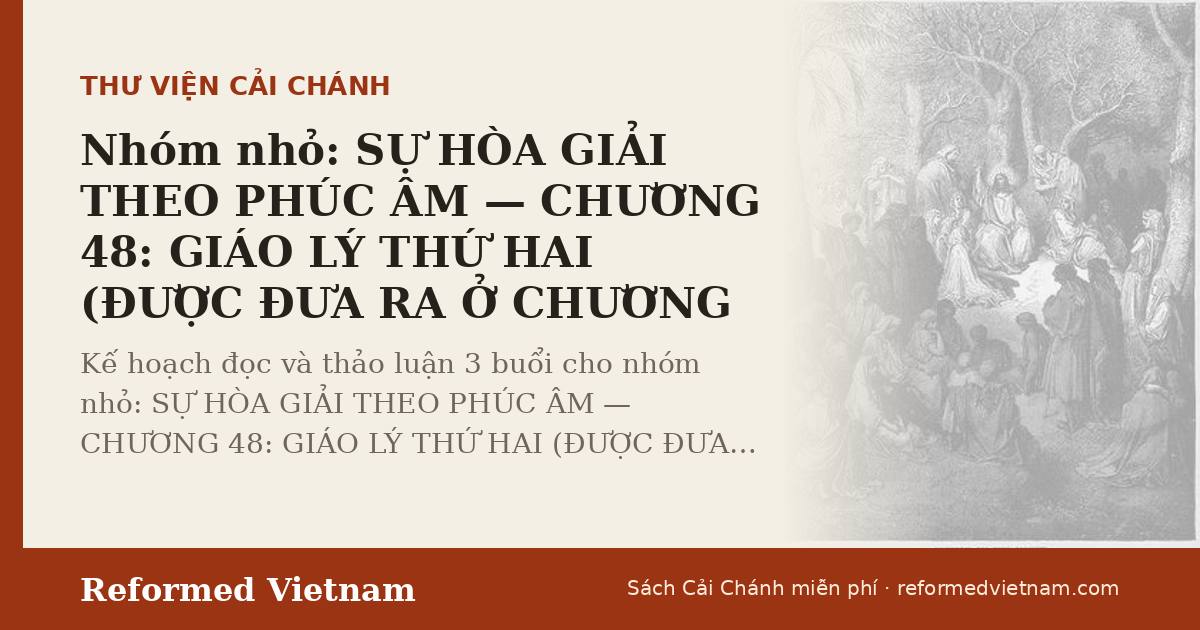 THƯ VIỆN CẢI CHÁNH
Nhóm nhỏ: SỰ HÒA GIẢI
THEO PHÚC ÂM — CHƯƠNG
48: GIÁO LÝ THỨ HAI
(ĐƯỢC ĐƯA RA Ở CHƯƠNG
Kế hoạch đọc và thảo luận 3 buổi cho nhóm
nhỏ: SỰ HÒA GIẢI THEO PHÚC ÂM —
CHƯƠNG 48: GIÁO LÝ THỨ HAI (ĐƯỢC ĐƯA...
Reformed Vietnam
Sách Cải Chánh miễn phí · reformedvietnam.com